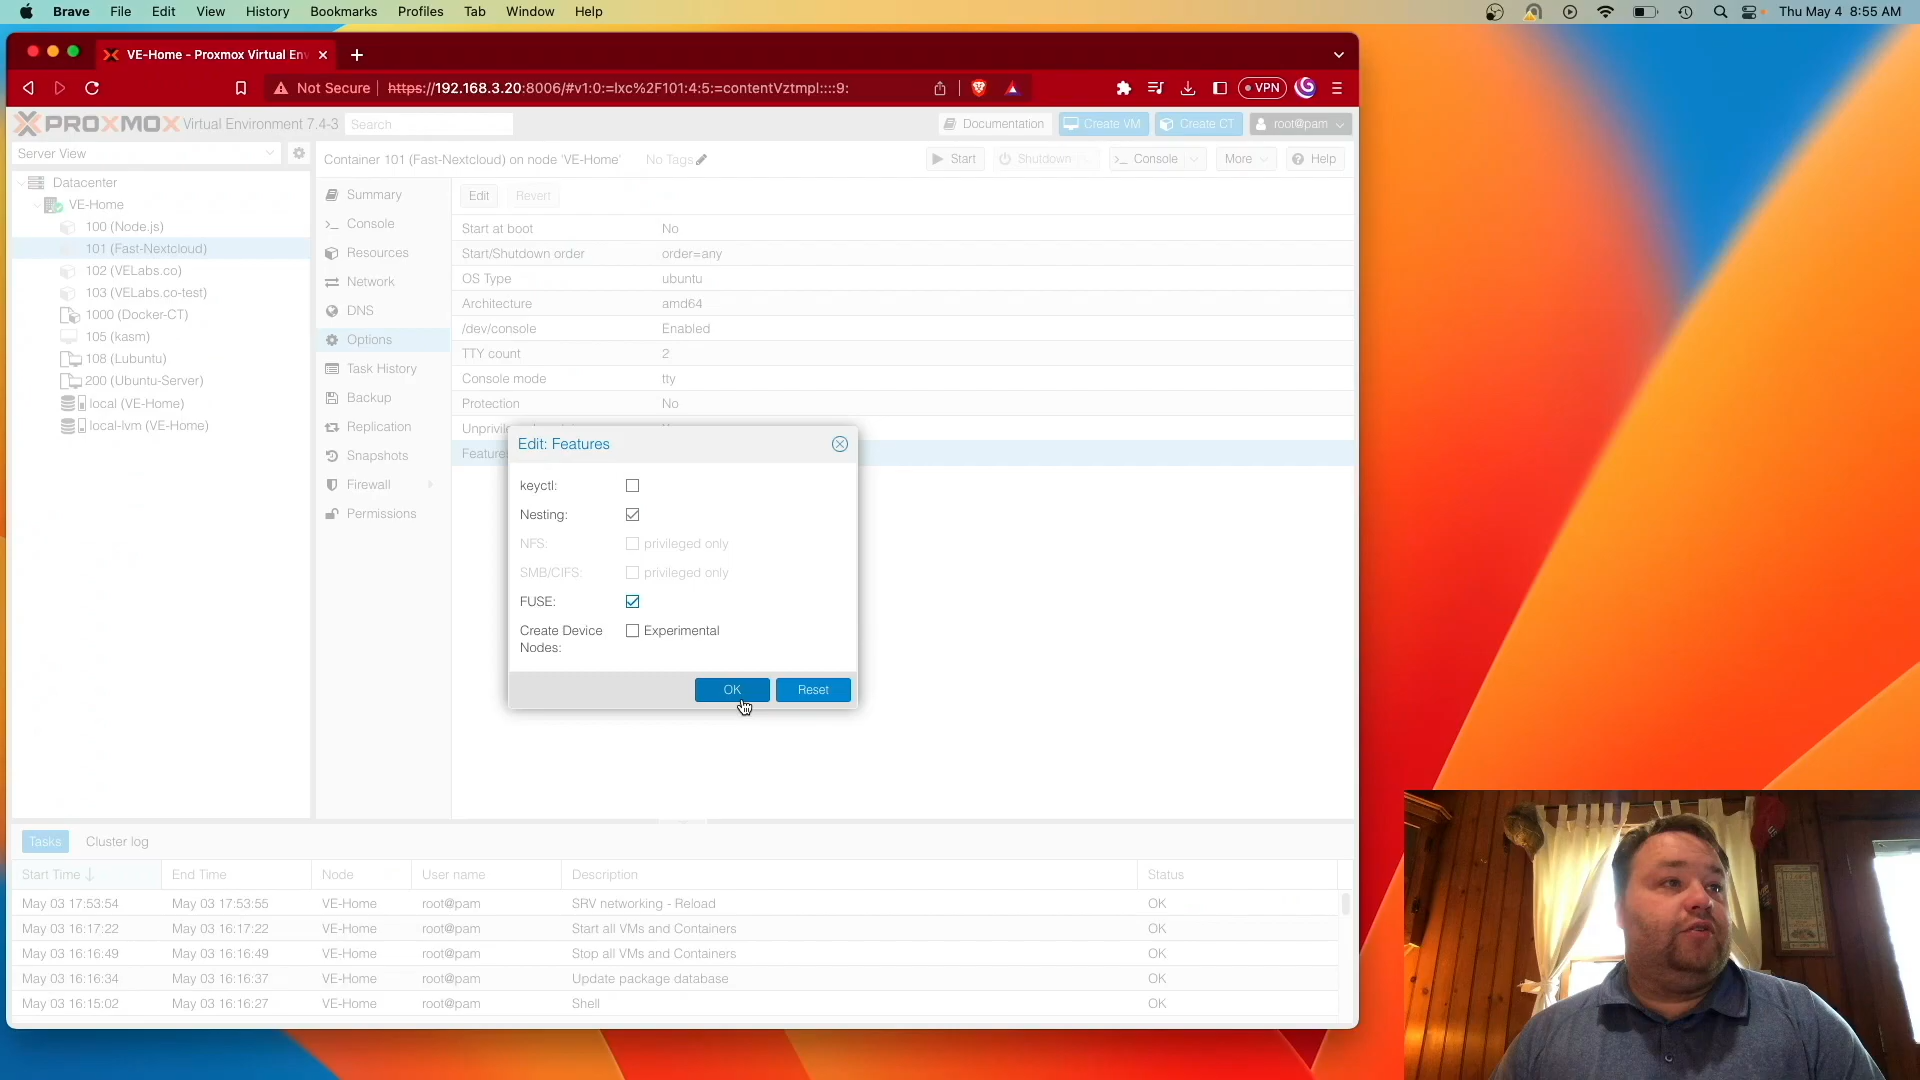 Brave File Edit View History Bookmarks Profiles Tab Window Help Thu May 4 8:55 AM
VE-Home - Proxmox Virtual En
Not Secure https://192.168.3.20:8006/#v1:0:=lxc%2F101:4:5:=contentVztmpl::::9: VPN
PROXMOX Virtual Environment 7.4-3 Search Documentation Create VM Create CT root@pam
Server View
Container 101 (Fast-Nextcloud) on node 'VE-Home' No Tags Start Shutdown Console More Help
Datacenter
VE-Home
100 (Node.js)
101 (Fast-Nextcloud)
102 (VELabs.co)
103 (VELabs.co-test)
1000 (Docker-CT)
105 (kasm)
108 (Lubuntu)
200 (Ubuntu-Server)
local (VE-Home)
local-lvm (VE-Home)
Summary
Console
Resources
Network
DNS
Options
Task History
Backup
Replication
Snapshots
Firewall
Permissions
Edit Revert
Start at boot No
Start/Shutdown order order=any
OS Type ubuntu
Architecture amd64
/dev/console Enabled
TTY count 2
Console mode tty
Protection No
Unprivile
Features
Edit: Features
keyctl:
Nesting:
NFS: privileged only
SMB/CIFS: privileged only
FUSE:
Create Device Nodes: Experimental
OK Reset
Tasks Cluster log
Start Time End Time Node User name Description Status
May 03 17:53:54 May 03 17:53:55 VE-Home root@pam SRV networking - Reload OK
May 03 16:17:22 May 03 16:17:22 VE-Home root@pam Start all VMs and Containers OK
May 03 16:16:49 May 03 16:16:49 VE-Home root@pam Stop all VMs and Containers OK
May 03 16:16:34 May 03 16:16:37 VE-Home root@pam Update package database OK
May 03 16:15:02 May 03 16:16:27 VE-Home root@pam Shell OK